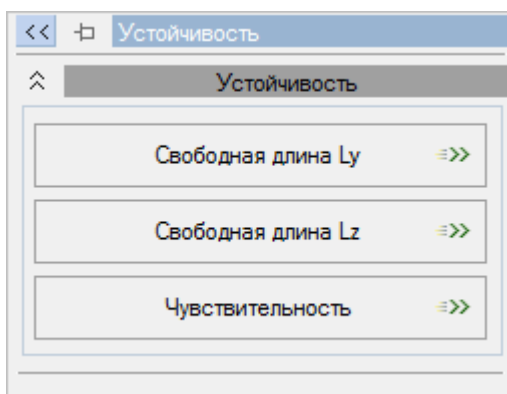 << Устойчивость
Устойчивость
Свободная длина Ly
Свободная длина Lz
Чувствительность